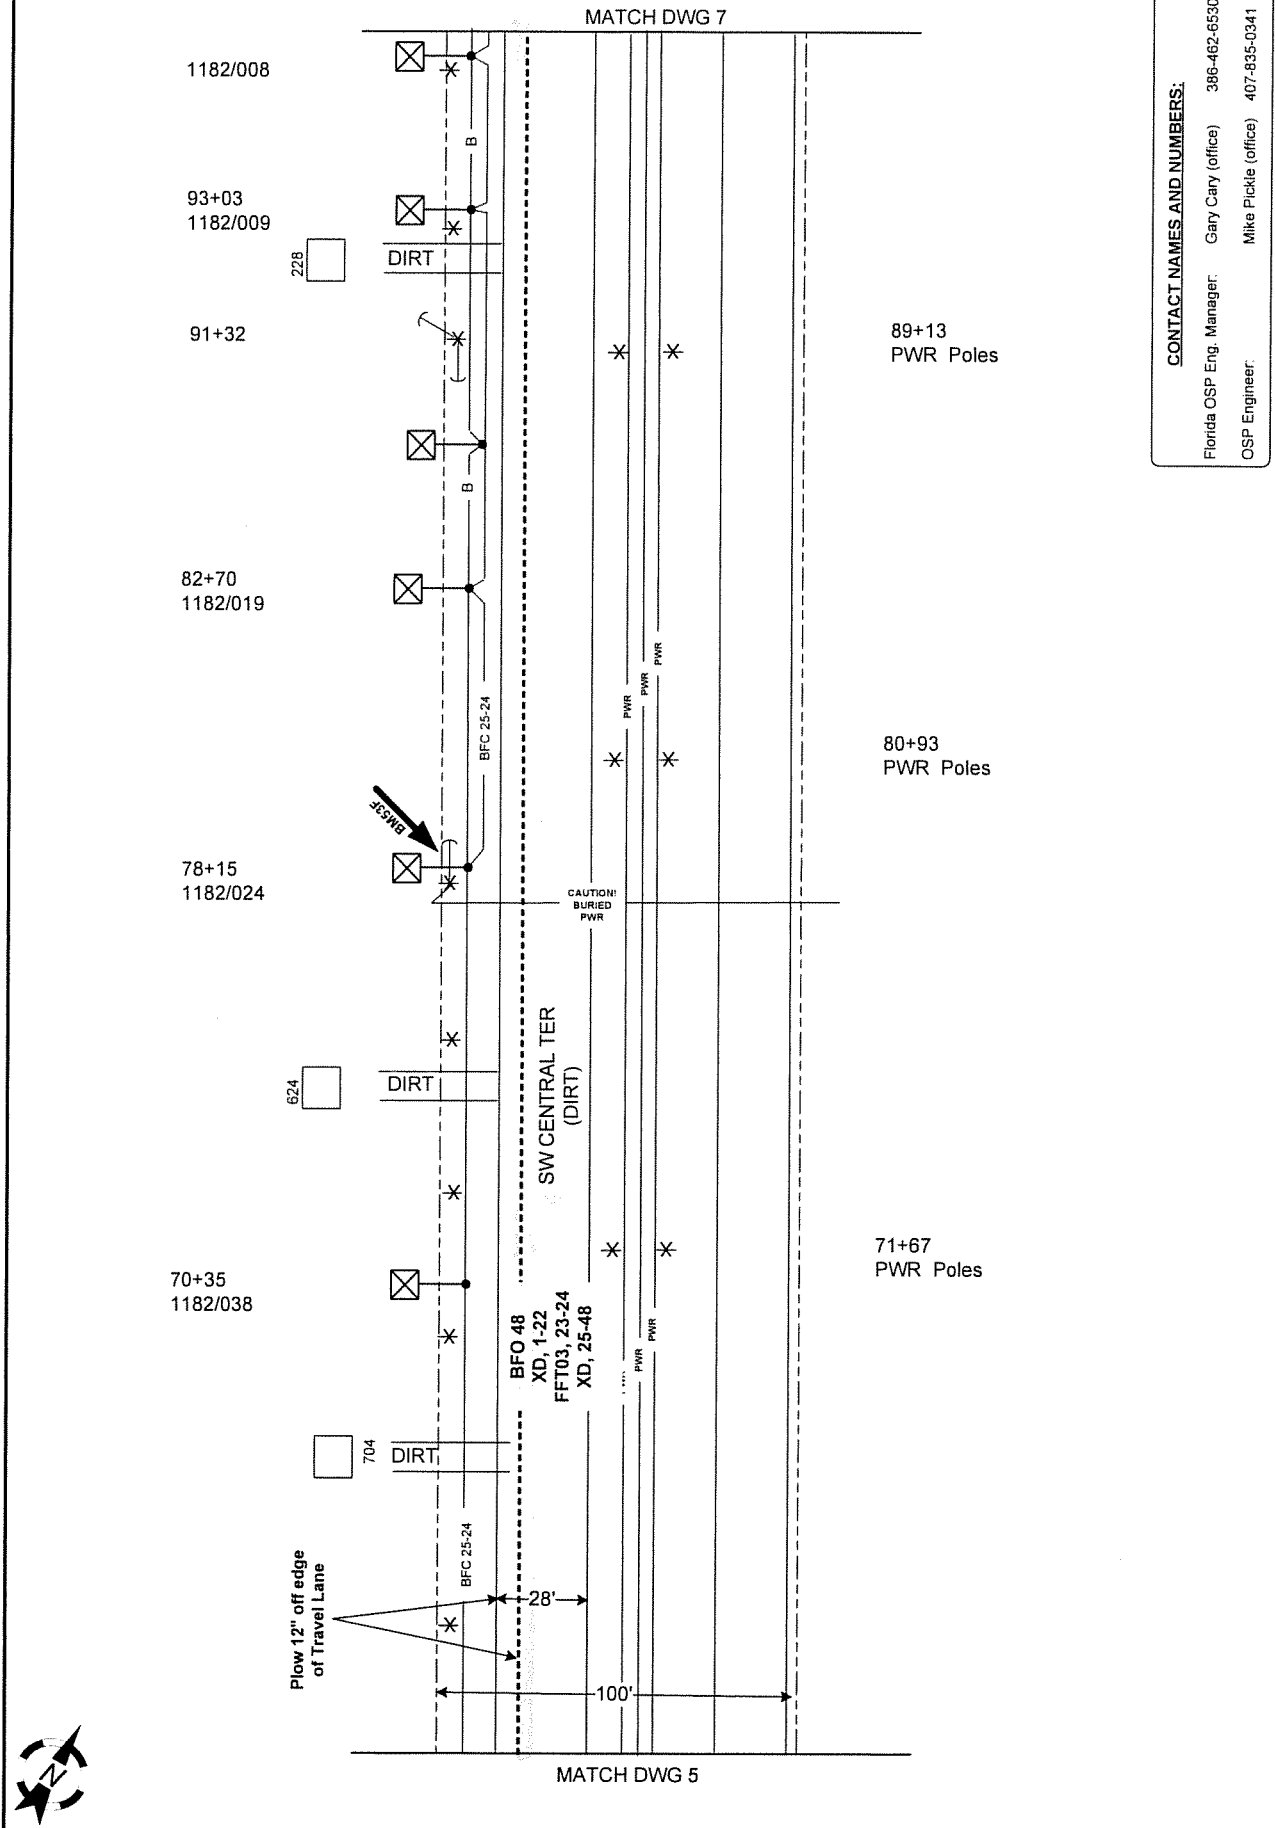 MATCH DWG 7
1182/008
B
93+03
1182/009
228
DIRT
91+32
89+13
PWR Poles
B
82+70
1182/019
BFC 25-24
PWR
PWR
PWR
80+93
PWR Poles
BM53F
78+15
1182/024
CAUTION!
BURIED
PWR
SW CENTRAL TER
(DIRT)
624
DIRT
71+67
PWR Poles
70+35
1182/038
BFO 48
XD, 1-22
FFT03, 23-24
XD, 25-48
PWR
PWR
704
DIRT
BFC 25-24
Plow 12" off edge
of Travel Lane
28'
100'
N
MATCH DWG 5
CONTACT NAMES AND NUMBERS:
Florida OSP Eng. Manager: Gary Cary (office) 386-462-6530
OSP Engineer: Mike Pickle (office) 407-835-0341